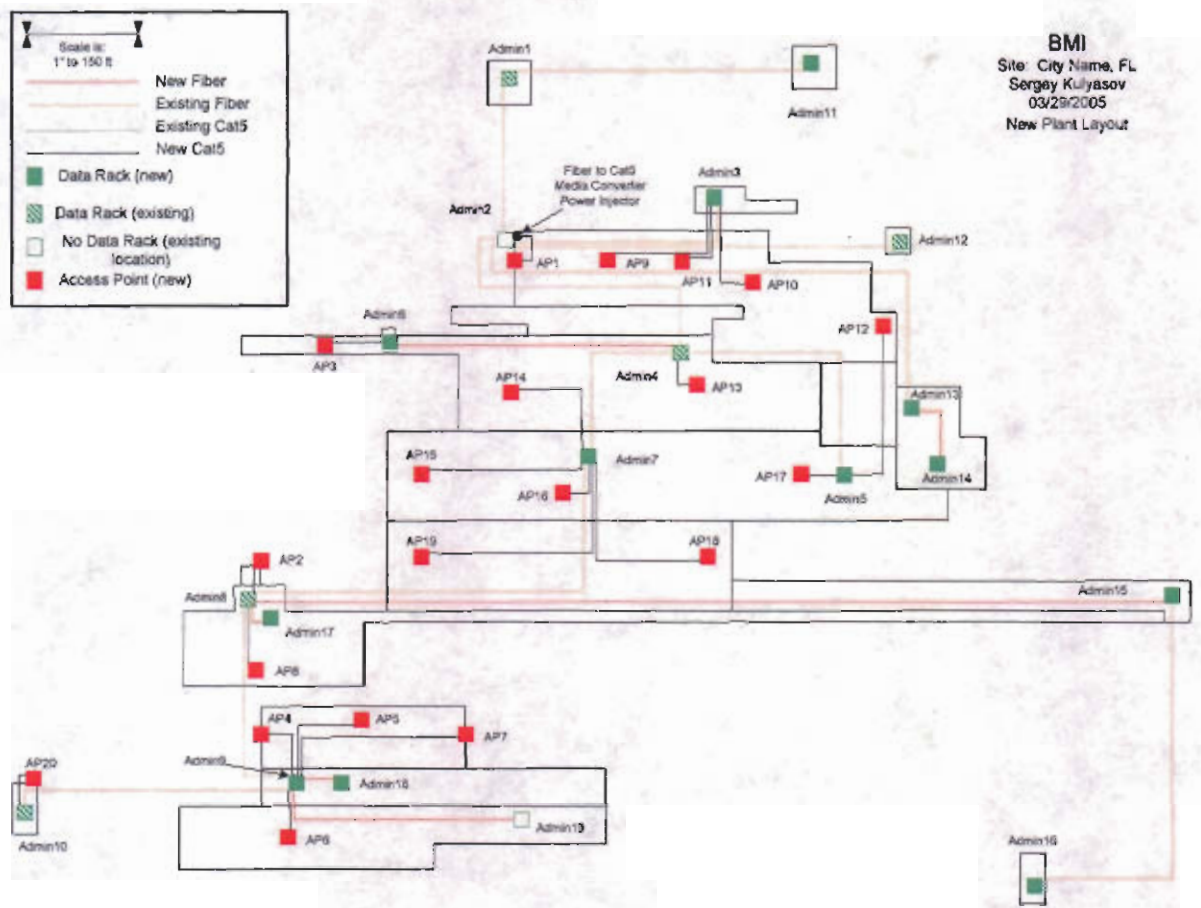 Scale is:
1" to 150 ft
New Fiber
Existing Fiber
Existing Cat5
New Cat5
Data Rack (new)
Data Rack (existing)
No Data Rack (existing
location)
Access Point (new)
BMI
Site: City Name, FL
Sergey Kulyasov
03/29/2005
New Plant Layout
Admin1
Admin11
Fiber to Cat5
Media Converter
Power Injector
Admin3
Admin2
Admin12
AP1
AP9
AP11
AP10
Admin6
AP12
AP3
AP14
Admin4
AP13
Admin13
AP15
Admin7
AP16
AP17
Admin5
Admin14
AP19
AP18
AP2
Admin8
Admin15
Admin17
AP8
AP4
AP5
AP7
Admin9
AP20
Admin18
AP6
Admin19
Admin10
Admin16